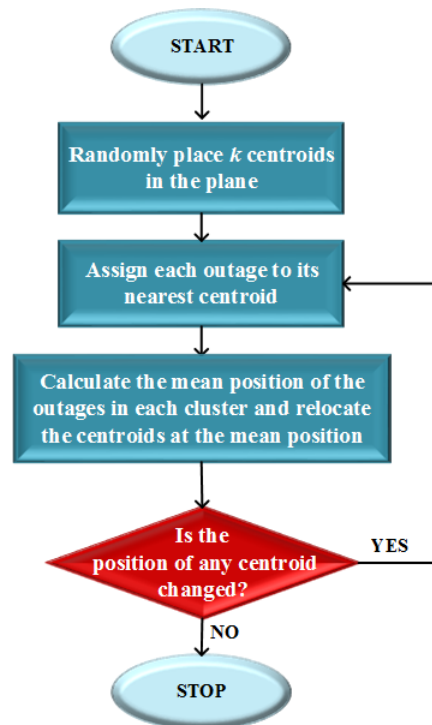 START
Randomly place k centroids
in the plane
Assign each outage to its
nearest centroid
Calculate the mean position of the
outages in each cluster and relocate
the centroids at the mean position
Is the
position of any centroid
changed?
YES
NO
STOP